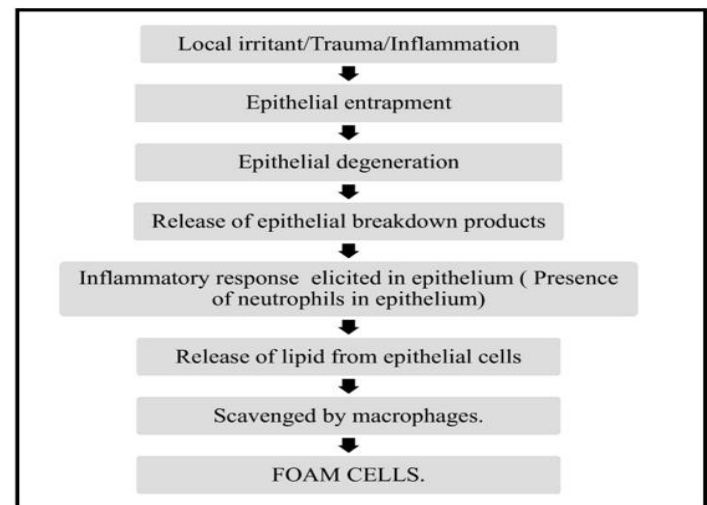 Local irritant/Trauma/Inflammation
Epithelial entrapment
Epithelial degeneration
Release of epithelial breakdown products
Inflammatory response elicited in epithelium ( Presence
of neutrophils in epithelium)
Release of lipid from epithelial cells
Scavenged by macrophages.
FOAM CELLS.